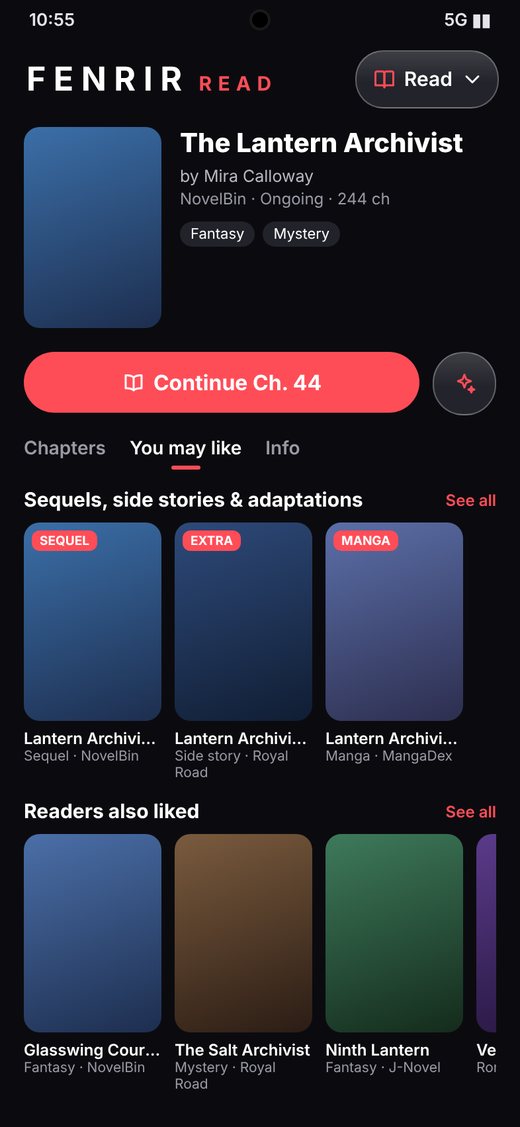 10:55
5G
FENRIR READ
Read
The Lantern Archivist
by Mira Calloway
NovelBin · Ongoing · 244 ch
Fantasy Mystery
Continue Ch. 44
Chapters You may like Info
Sequels, side stories & adaptations See all
SEQUEL EXTRA MANGA
Lantern Archivi... Lantern Archivi... Lantern Archivi...
Sequel · NovelBin Side story · Royal Manga · MangaDex
Road
Readers also liked See all
Glasswing Cour... The Salt Archivist Ninth Lantern Ve
Fantasy · NovelBin Mystery · Royal Fantasy · J-Novel Ror
Road